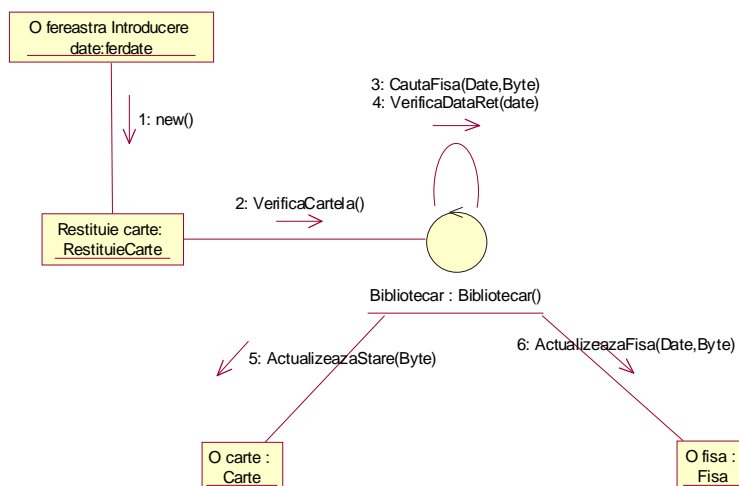 O fereastra Introducere
date:ferdate
3: CautaFisa(Date,Byte)
4: VerificaDataRet(date)
1: new()
2: VerificaCartela()
Restituie carte:
RestituieCarte
Bibliotecar : Bibliotecar()
6: ActualizeazaFisa(Date,Byte)
5: ActualizeazaStare(Byte)
O carte :
Carte
O fisa :
Fisa